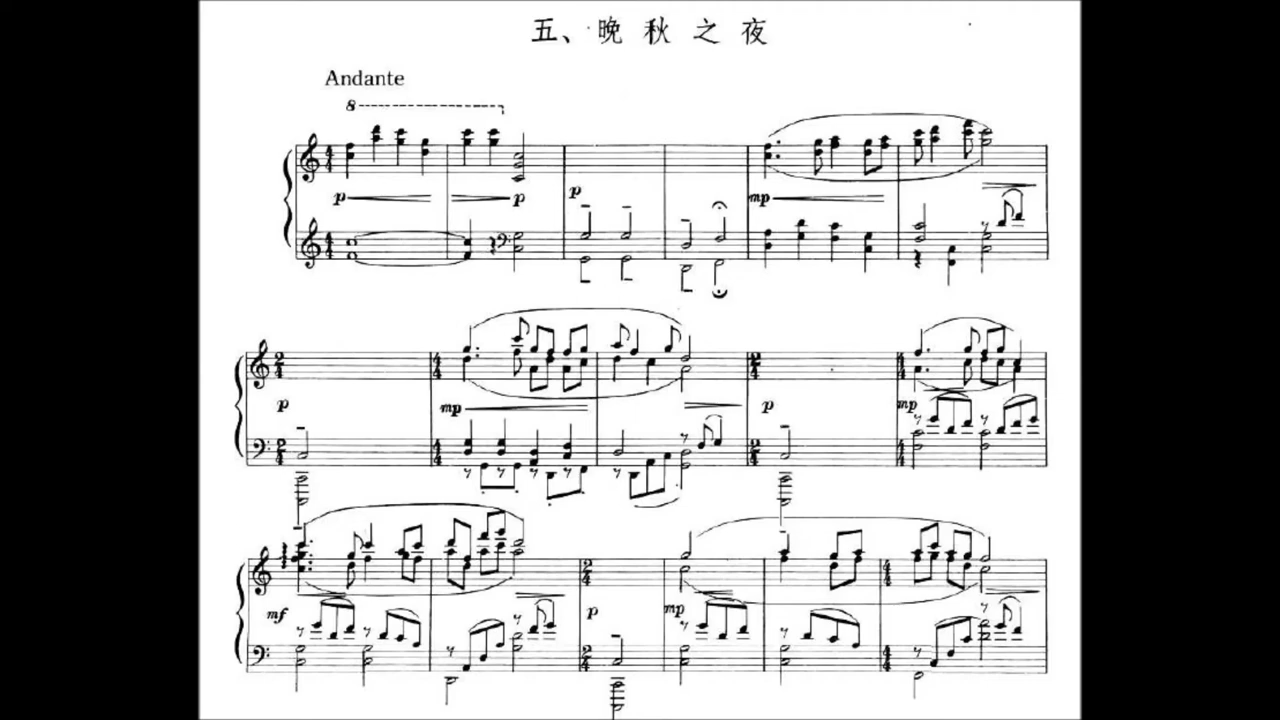 五、晚秋之夜
Andante
8
p p p mp
p mp p mp
mf p mp